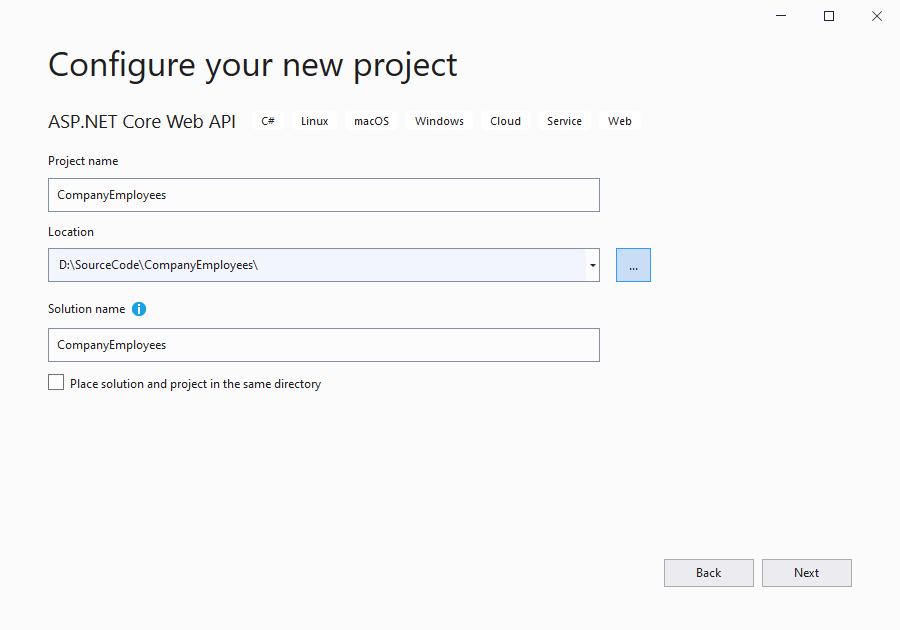 Configure your new project
ASP.NET Core Web API C# Linux macOS Windows Cloud Service Web
Project name
CompanyEmployees
Location
D:\SourceCode\CompanyEmployees\
...
Solution name
CompanyEmployees
Place solution and project in the same directory
Back Next